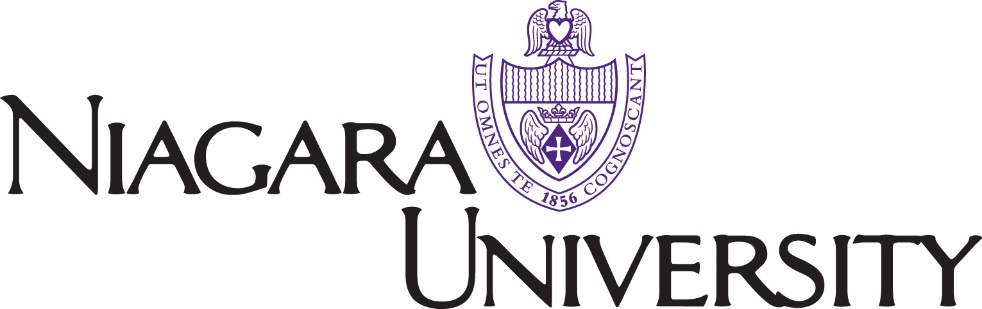 NIAGARA
UT OMNES TE 1856 COGNOSCANT
UNIVERSITY